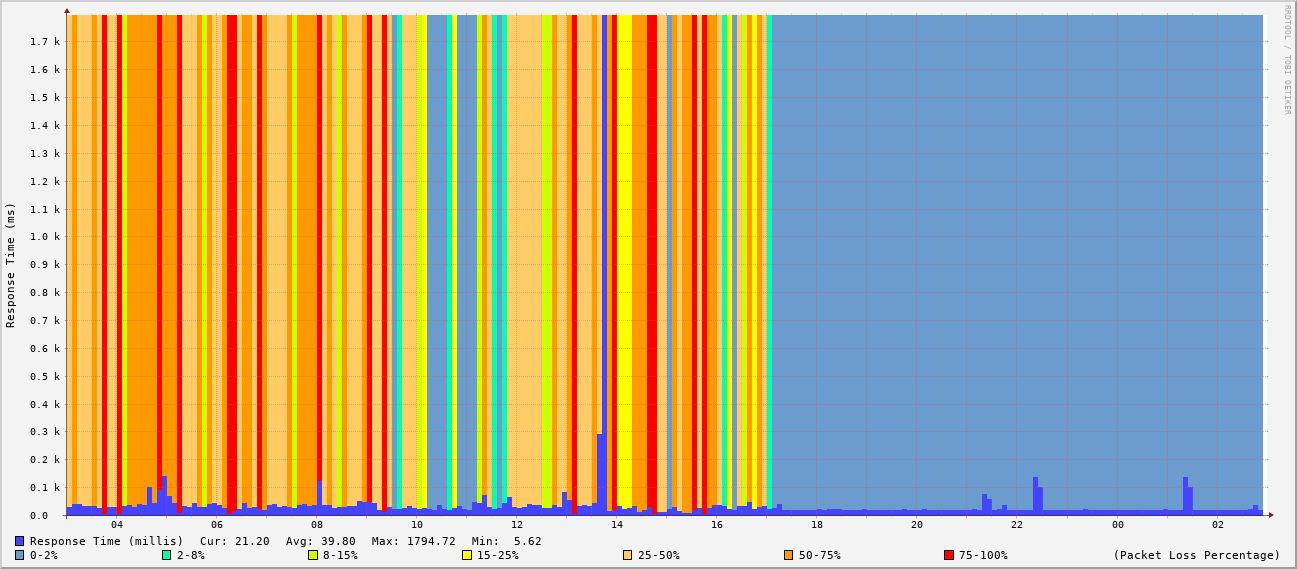 RRDTOOL / TOBI OETIKER
Response Time (ms)
1.7 k
1.6 k
1.5 k
1.4 k
1.3 k
1.2 k
1.1 k
1.0 k
0.9 k
0.8 k
0.7 k
0.6 k
0.5 k
0.4 k
0.3 k
0.2 k
0.1 k
0.0
04 06 08 10 12 14 16 18 20 22 00 02
Response Time (millis) Cur: 21.20 Avg: 39.80 Max: 1794.72 Min: 5.62
0-2% 2-8% 8-15% 15-25% 25-50% 50-75% 75-100% (Packet Loss Percentage)